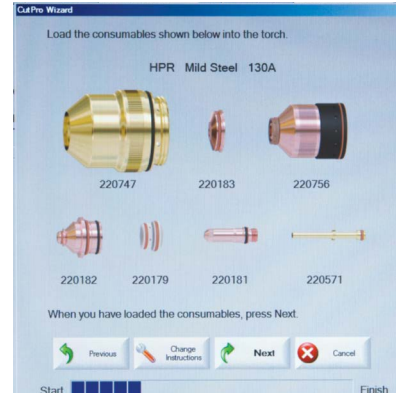 CutPro Wizard
Load the consumables shown below into the torch.
HPR Mild Steel 130A
220747
220183
220756
220182
220179
220181
220571
When you have loaded the consumables, press Next.
Previous
Change
Instructions
Next
Cancel
Start
Finish